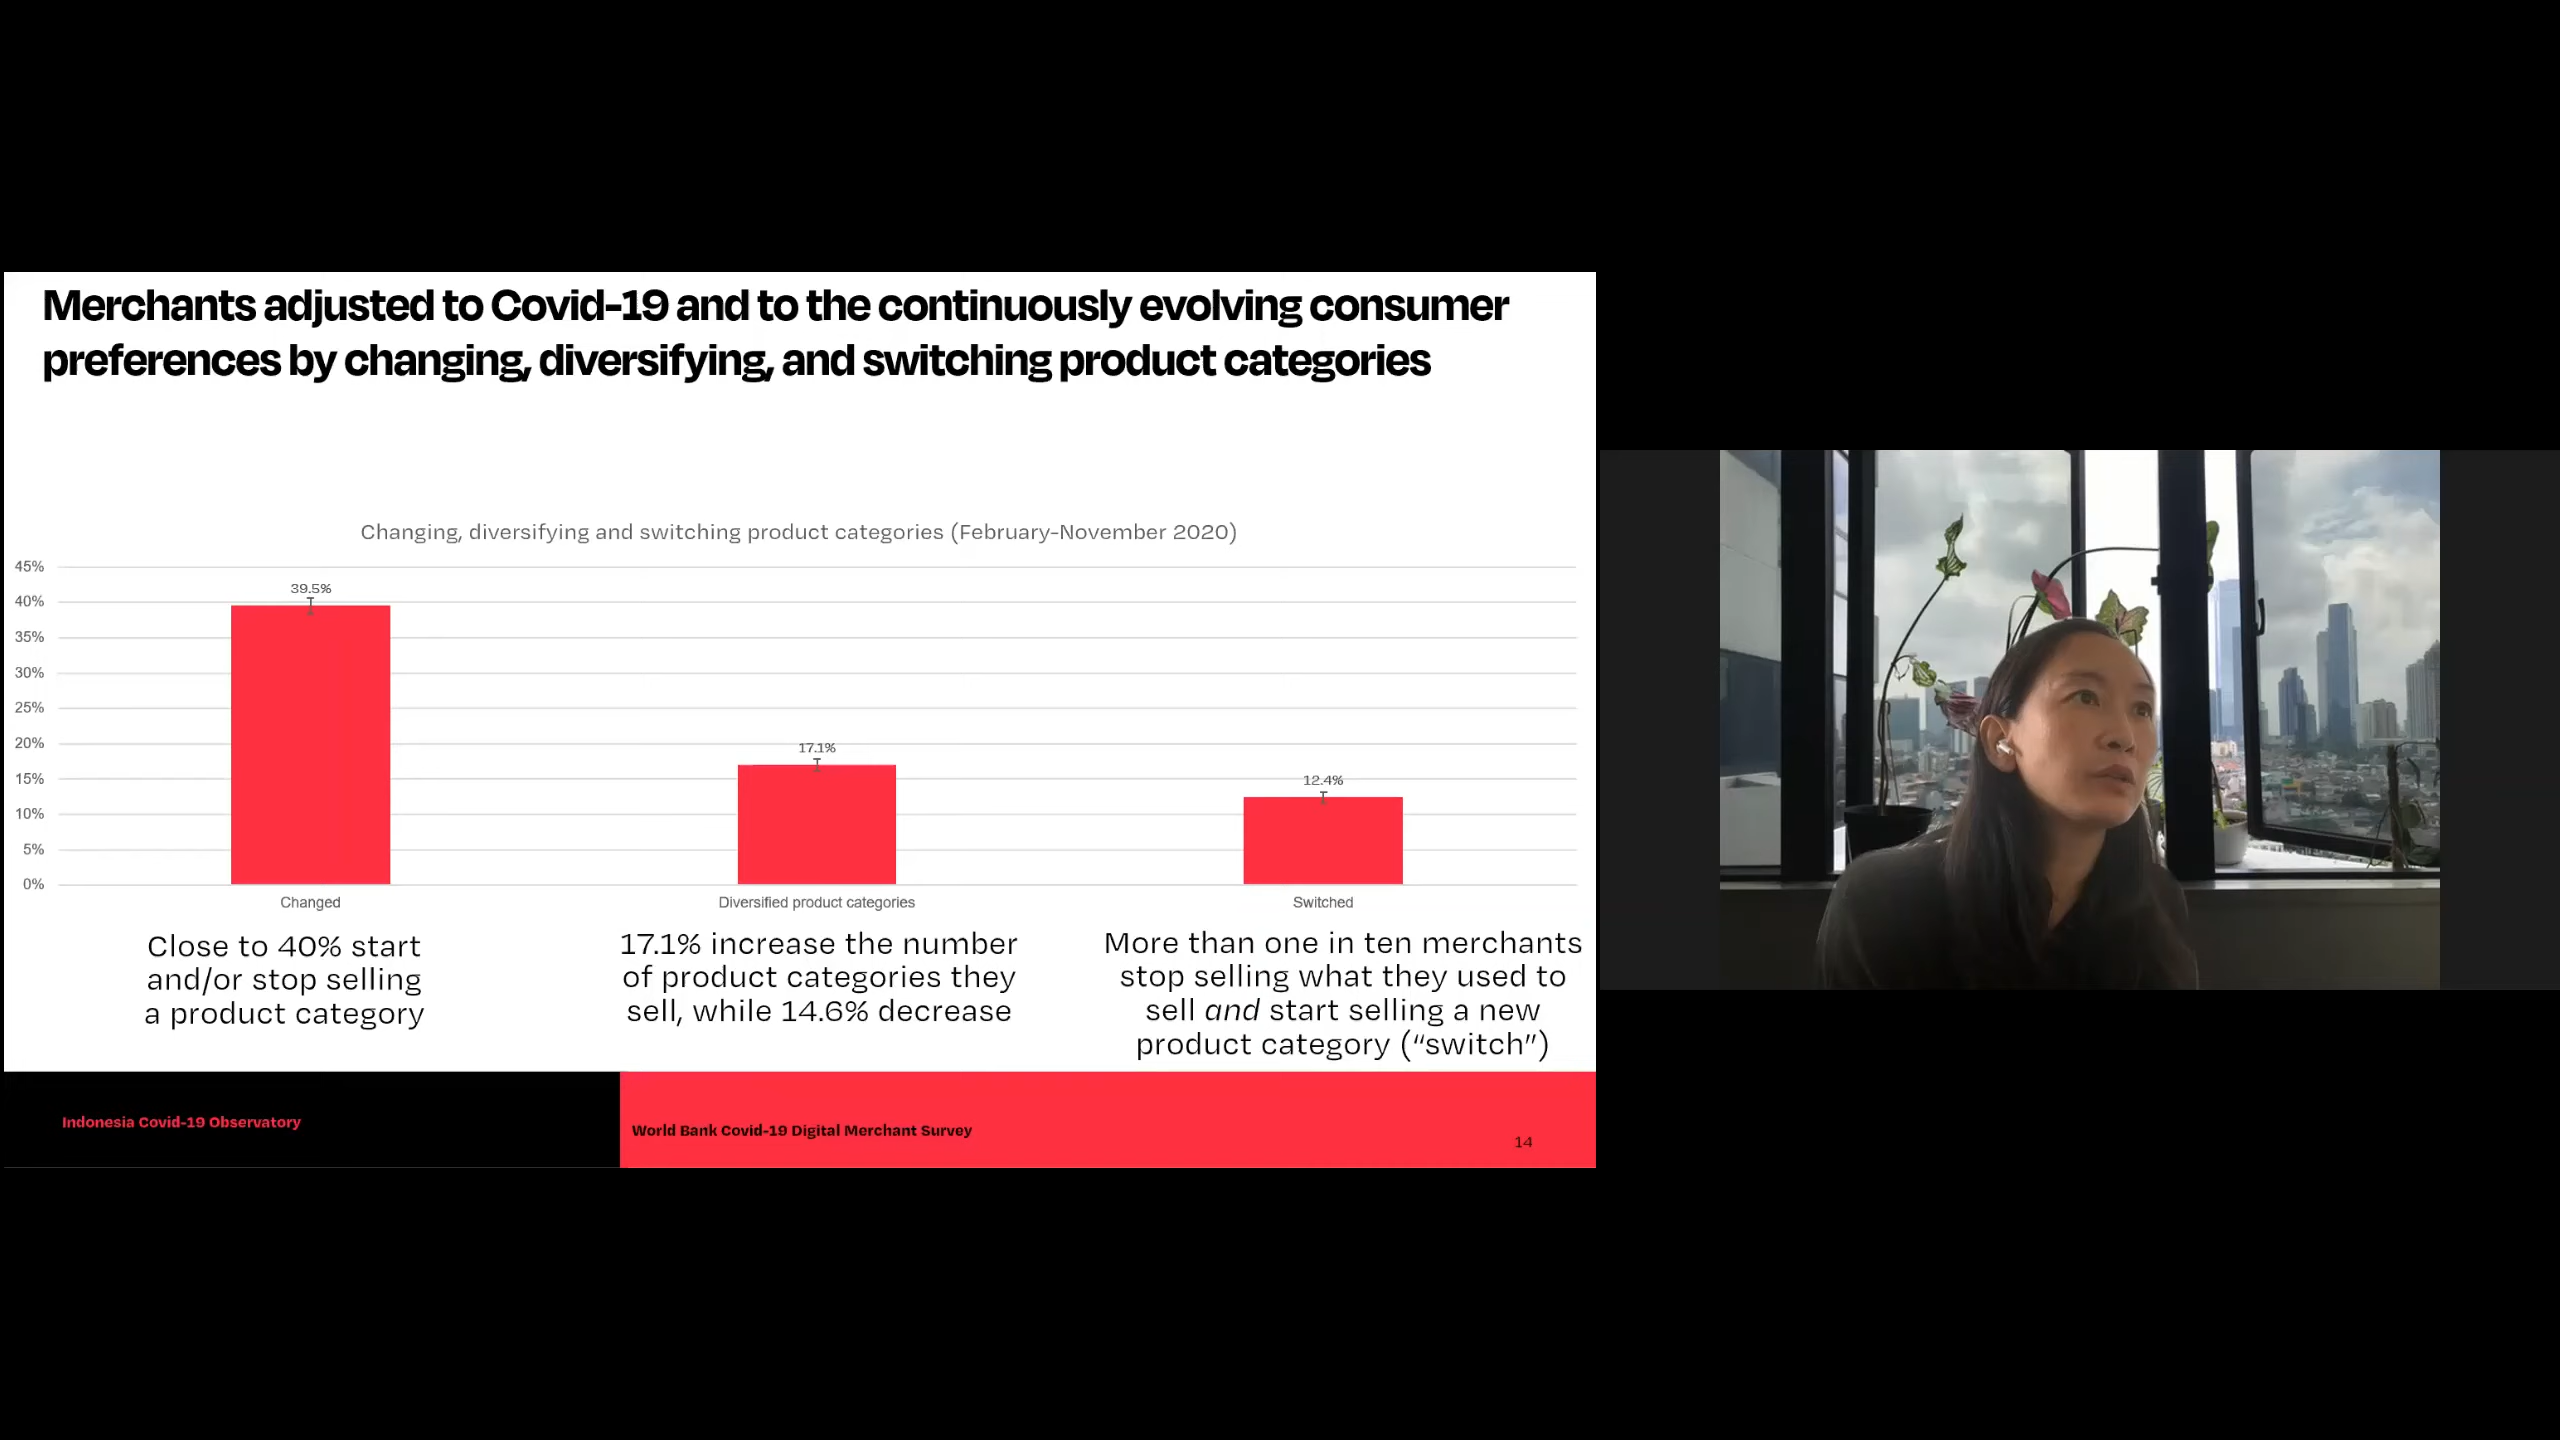 Merchants adjusted to Covid-19 and to the continuously evolving consumer
preferences by changing, diversifying, and switching product categories
Changing, diversifying and switching product categories (February-November 2020)
45%
40%
35%
30%
25%
20%
15%
10%
5%
0%
39.5%
17.1%
12.4%
Changed
Diversified product categories
Switched
Close to 40% start
and/or stop selling
a product category
17.1% increase the number
of product categories they
sell, while 14.6% decrease
More than one in ten merchants
stop selling what they used to
sell and start selling a new
product category (“switch”)
Indonesia Covid-19 Observatory
World Bank Covid-19 Digital Merchant Survey
14